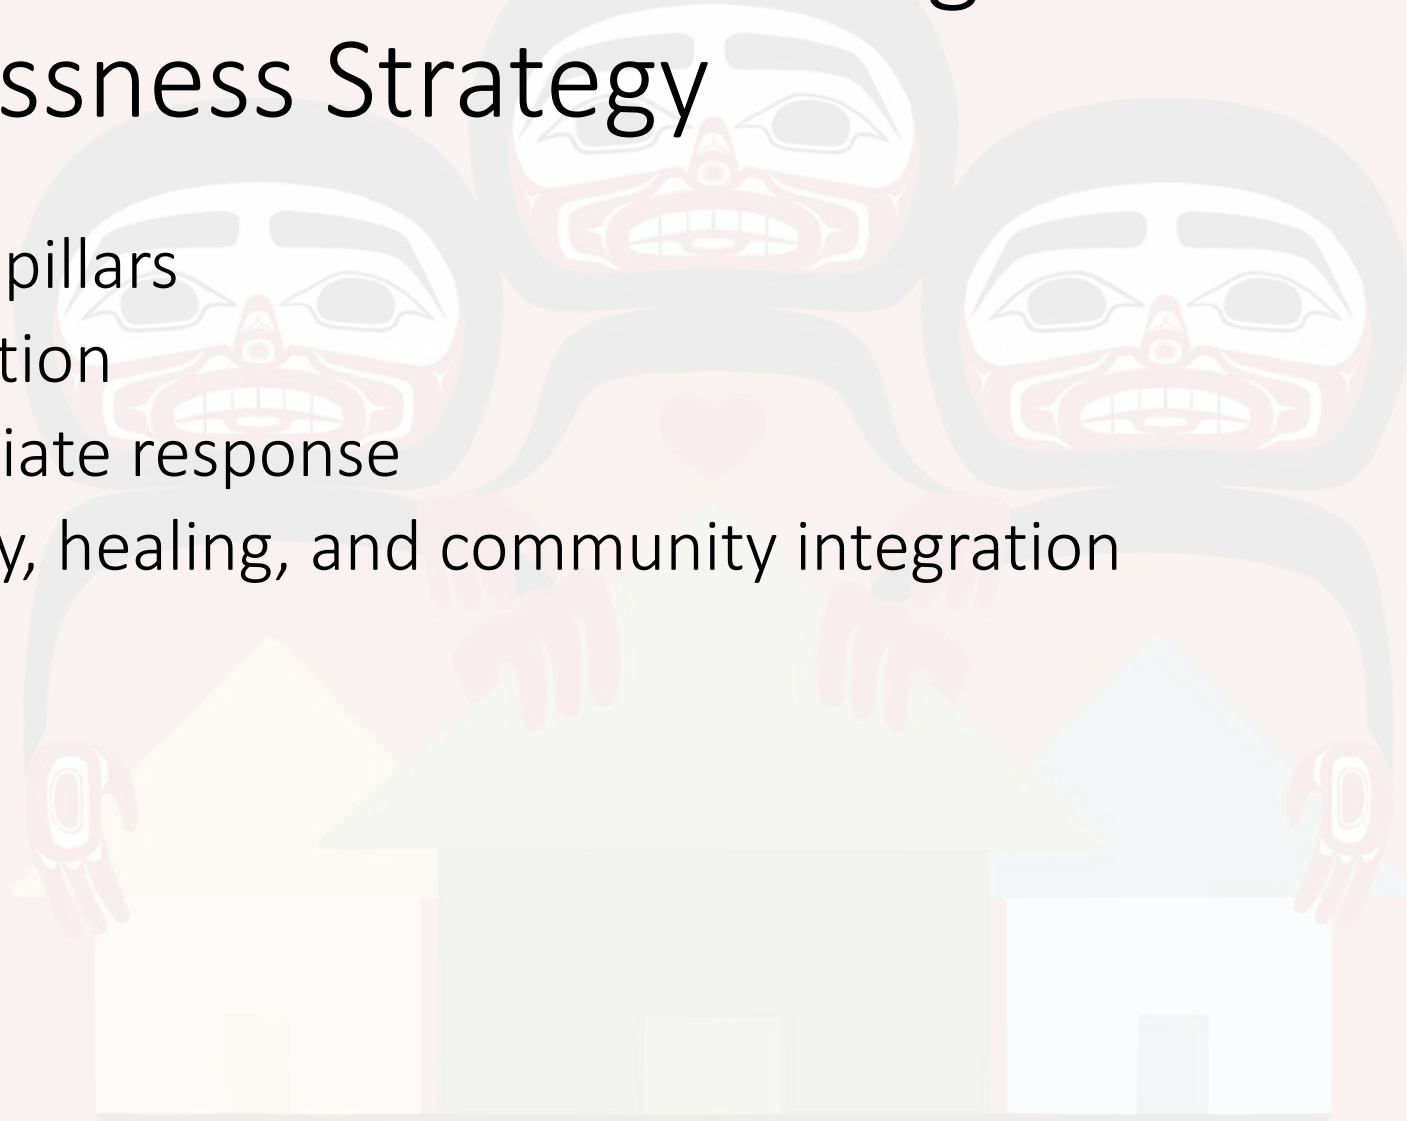 g
ssness Strategy
pillars
tion
iate response
y, healing, and community integration